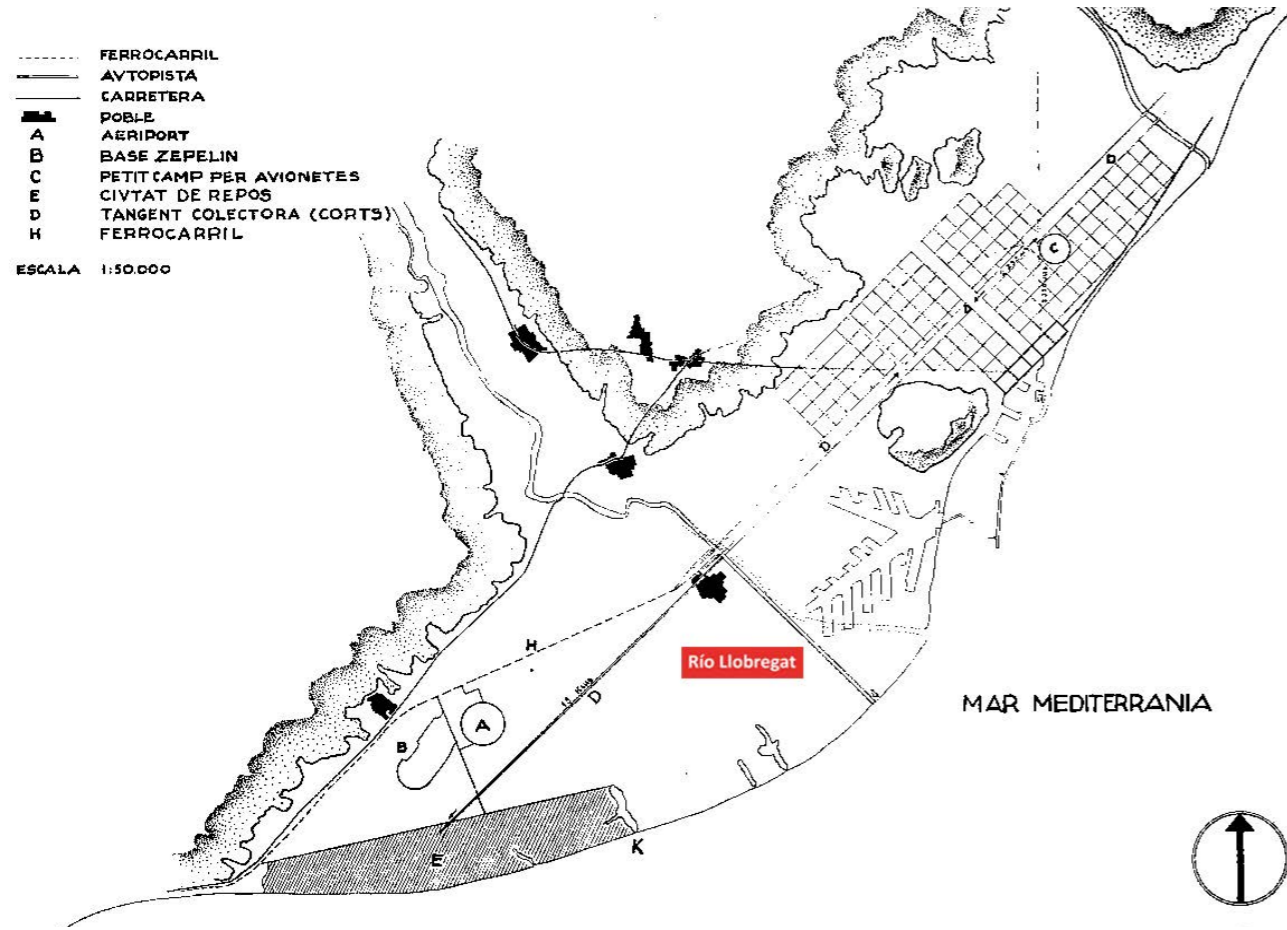 FERROCARRIL
AVTOPISTA
CARRETERA
POBLE
A AERIPORT
B BASE ZEPELIN
C PETIT CAMP PER AVIONETES
E CIVTAT DE REPOS
D TANGENT COLECTORA (CORTS)
H FERROCARRIL
ESCALA 1:50.000
D
C
D
D
H
Río Llobregat
D
MAR MEDITERRANIA
A
B
E
K